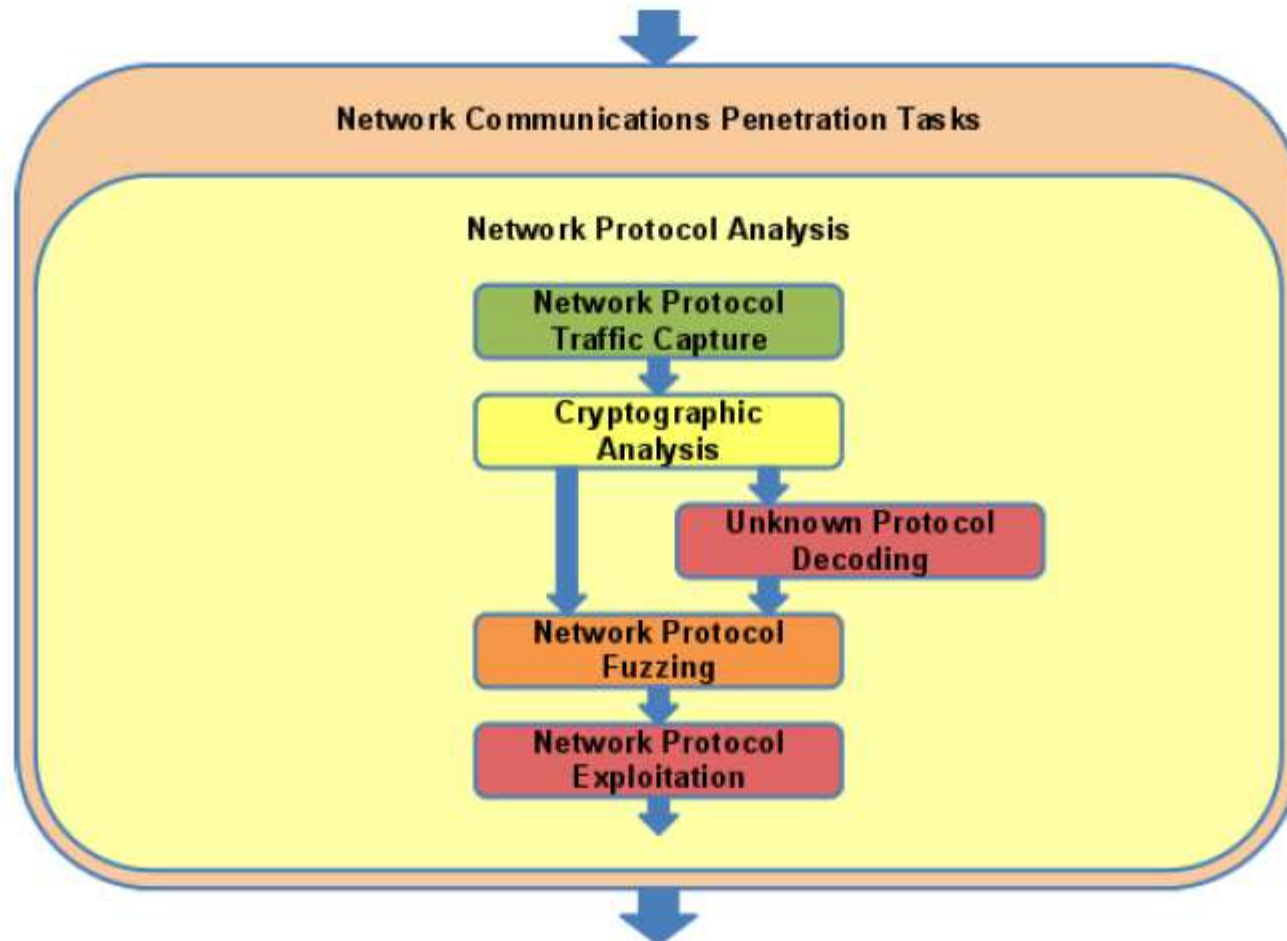 Network Communications Penetration Tasks
Network Protocol Analysis
Network Protocol
Traffic Capture
Cryptographic
Analysis
Unknown Protocol
Decoding
Network Protocol
Fuzzing
Network Protocol
Exploitation